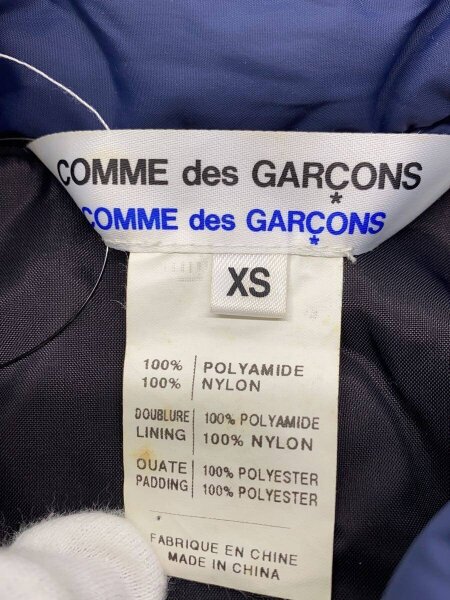 COMME des GARÇONS
COMME des GARÇONS
XS
100% POLYAMIDE
100% NYLON
DOUBLURE 100% POLYAMIDE
LINING 100% NYLON
OUATE 100% POLYESTER
PADDING 100% POLYESTER
FABRIQUE EN CHINE
MADE IN CHINA